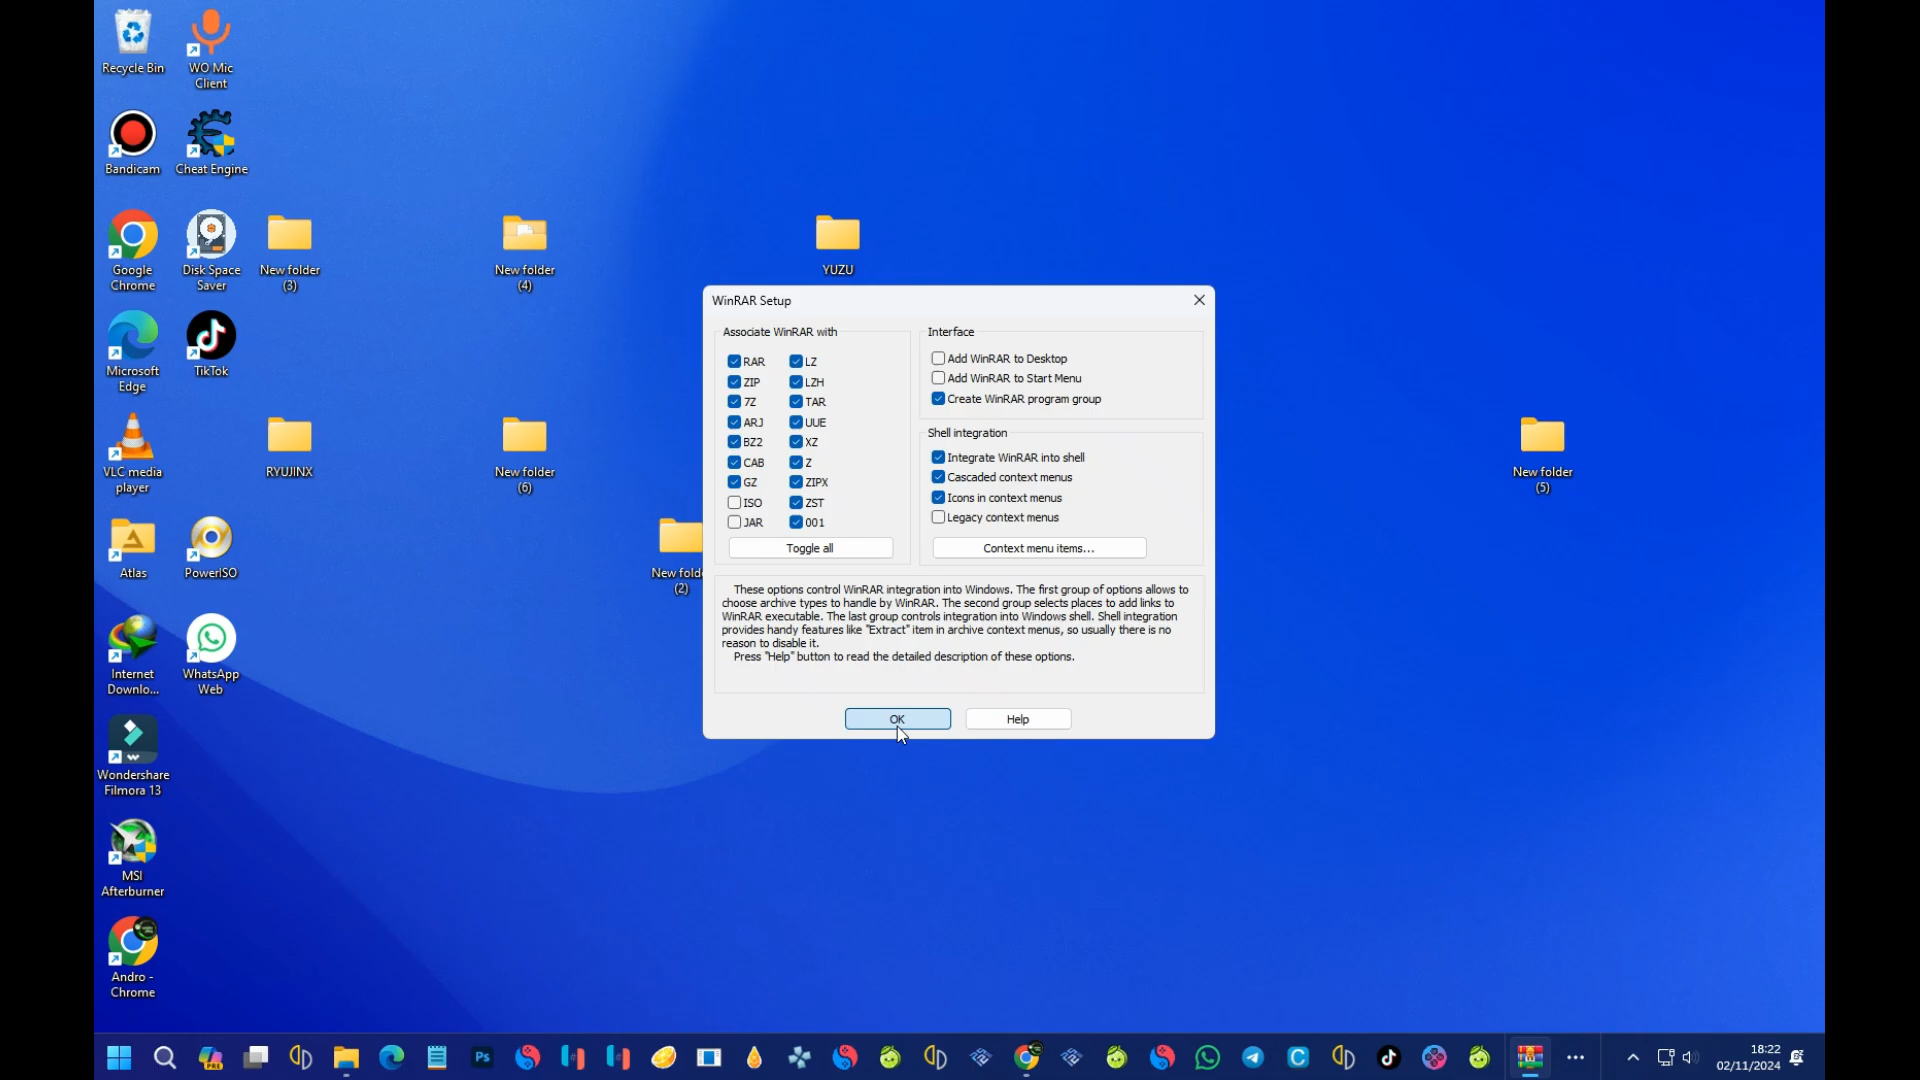 Recycle Bin
WO Mic
Client
Bandicam
Cheat Engine
Google
Chrome
Disk Space
Saver
New folder
(3)
New folder
(4)
YUZU
Microsoft
Edge
TikTok
VLC media
player
RYUJINX
New folder
(6)
New folder
(5)
Atlas
PowerISO
New fold
(2)
Internet
Downlo...
WhatsApp
Web
Wondershare
Filmora 13
MSI
Afterburner
Andro -
Chrome
WinRAR Setup
Associate WinRAR with
RAR
LZ
ZIP
LZH
7Z
TAR
ARJ
UUE
BZ2
XZ
CAB
Z
GZ
ZIPX
ISO
ZST
JAR
001
Toggle all
Interface
Add WinRAR to Desktop
Add WinRAR to Start Menu
Create WinRAR program group
Shell integration
Integrate WinRAR into shell
Cascaded context menus
Icons in context menus
Legacy context menus
Context menu items...
These options control WinRAR integration into Windows. The first group of options allows to
choose archive types to handle by WinRAR. The second group selects places to add links to
WinRAR executable. The last group controls integration into Windows shell. Shell integration
provides handy features like "Extract" item in archive context menus, so usually there is no
reason to disable it.
Press "Help" button to read the detailed description of these options.
OK
Help
PRE
Ps
C
18:22
02/11/2024